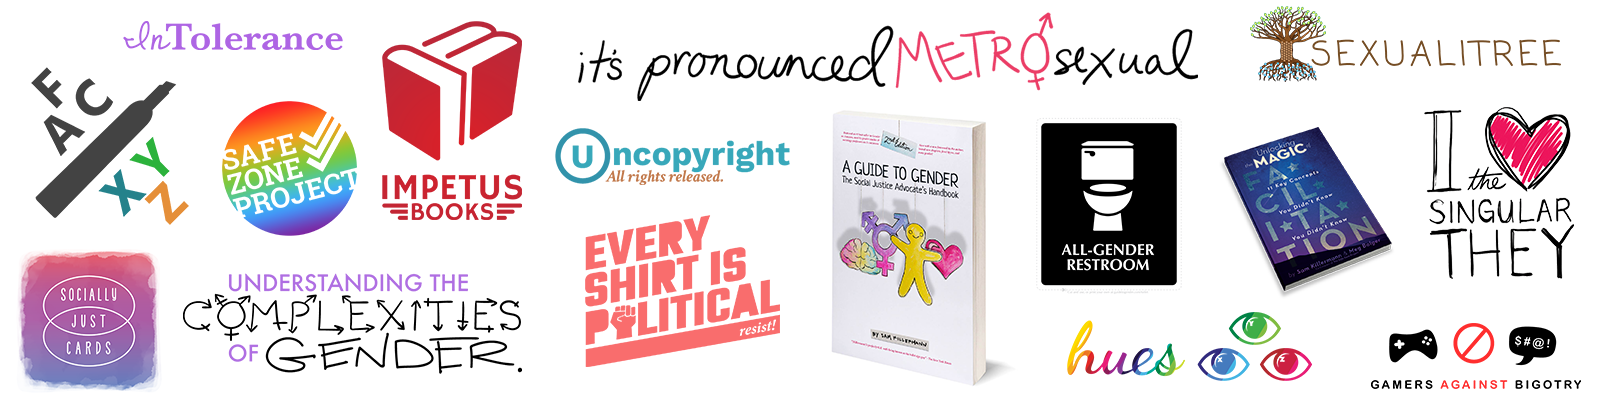 InTolerance
FAC
XYZ
SAFE
ZONE
PROJECT
IMPETUS
BOOKS
it's pronounced METROsexual
SEXUALITREE
Uncopyright
All rights released.
2nd Edition
A GUIDE TO GENDER
The Social Justice Advocate's Handbook
BY SAM KILLERMANN
ALL-GENDER
RESTROOM
Unlocking
the MAGIC of
FA
11 Key Concepts
CIL
You Didn't Know
ITA
You Didn't Know
TION
By Sam Killermann & Meg Bolger
I the
SINGULAR
THEY
SOCIALLY
JUST
CARDS
UNDERSTANDING THE
COMPLEXITIES
OF GENDER.
EVERY
SHIRT IS
POLITICAL
resist!
hues
$#@!
GAMERS AGAINST BIGOTRY